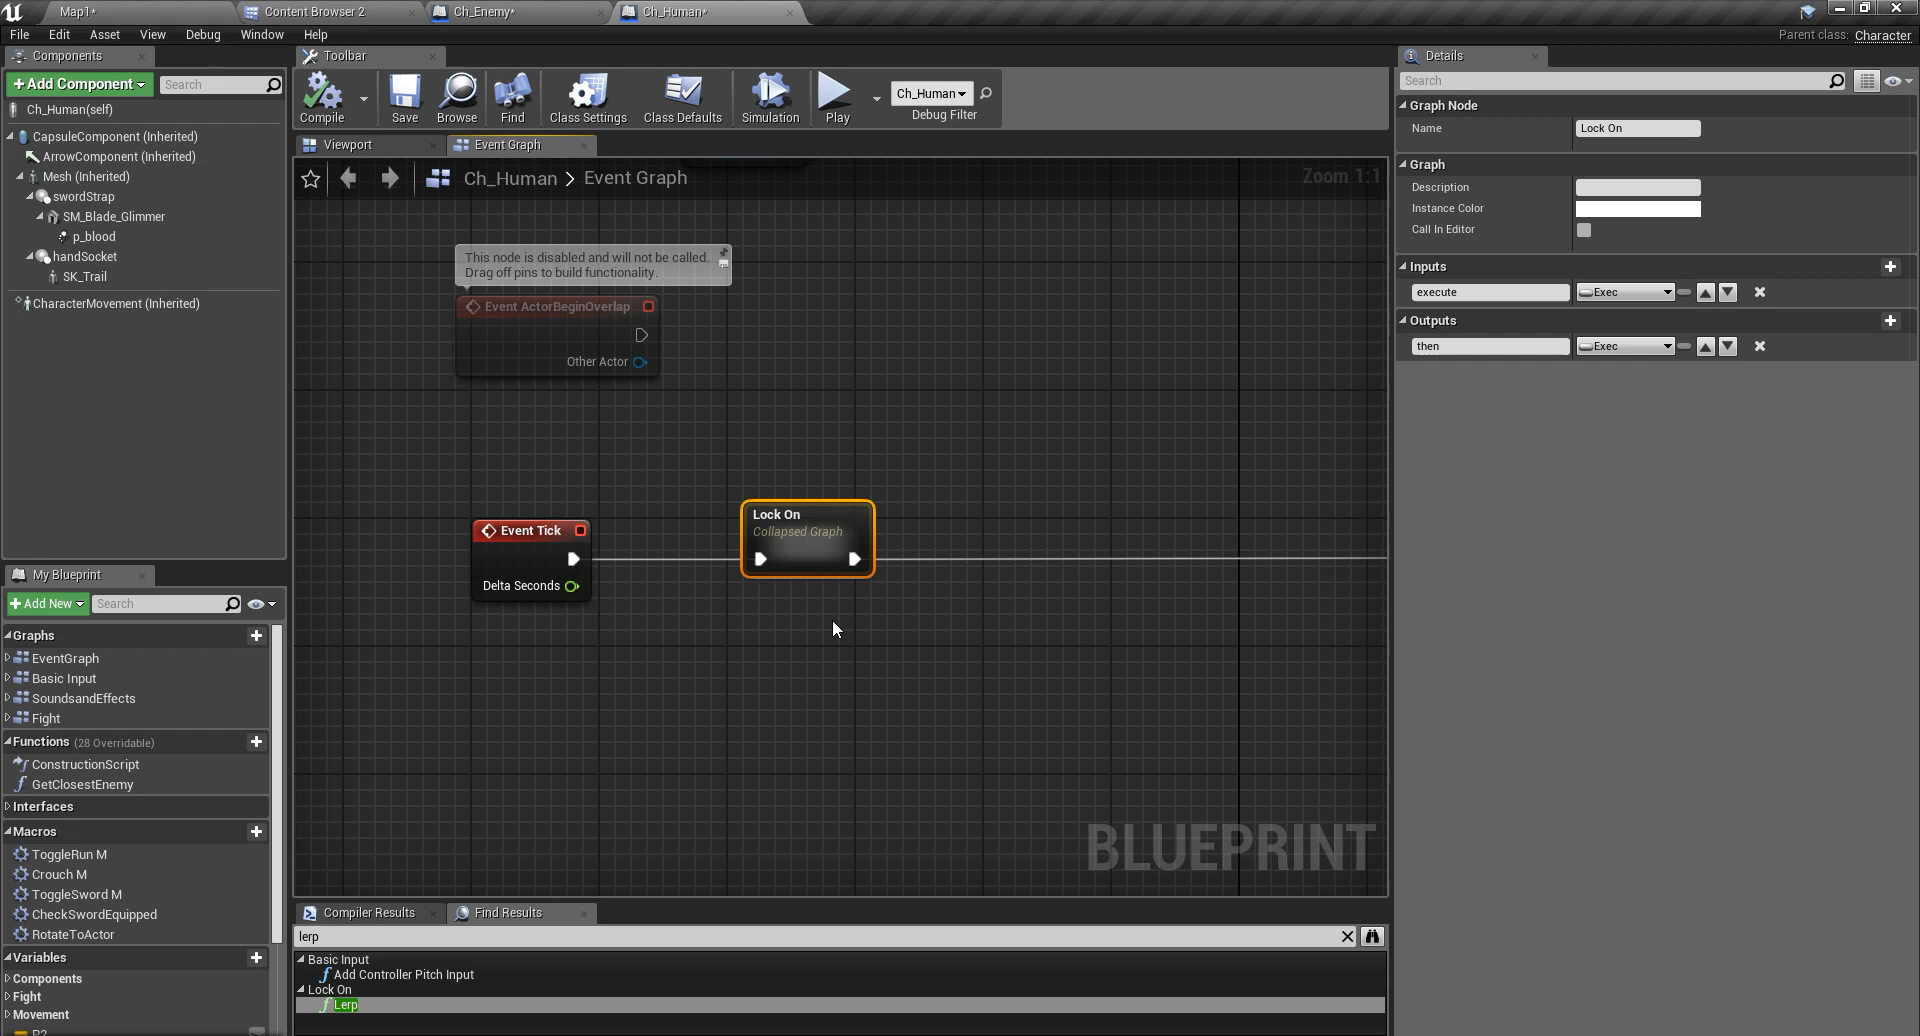 Map1*
Content Browser 2
Ch_Enemy*
Ch_Human*
File Edit Asset View Debug Window Help
Parent class: Character
Components
Toolbar
Details
+Add Component
Search
Ch_Human(self)
CapsuleComponent (Inherited)
ArrowComponent (Inherited)
Mesh (Inherited)
swordStrap
SM_Blade_Glimmer
p_blood
handSocket
SK_Trail
CharacterMovement (Inherited)
Compile
Save
Browse
Find
Class Settings
Class Defaults
Simulation
Play
Ch_Human
Debug Filter
Viewport
Event Graph
Ch_Human > Event Graph
Zoom 1:1
This node is disabled and will not be called.
Drag off pins to build functionality.
Event ActorBeginOverlap
Other Actor
Event Tick
Delta Seconds
Lock On
Collapsed Graph
BLUEPRINT
Search
Graph Node
Name
Lock On
Graph
Description
Instance Color
Call In Editor
Inputs
execute
Exec
Outputs
then
Exec
My Blueprint
+Add New
Search
Graphs
EventGraph
Basic Input
SoundsandEffects
Fight
Functions (28 Overridable)
ConstructionScript
GetClosestEnemy
Interfaces
Macros
ToggleRun M
Crouch M
ToggleSword M
CheckSwordEquipped
RotateToActor
Variables
Components
Fight
Movement
Compiler Results
Find Results
lerp
Basic Input
Add Controller Pitch Input
Lock On
Lerp